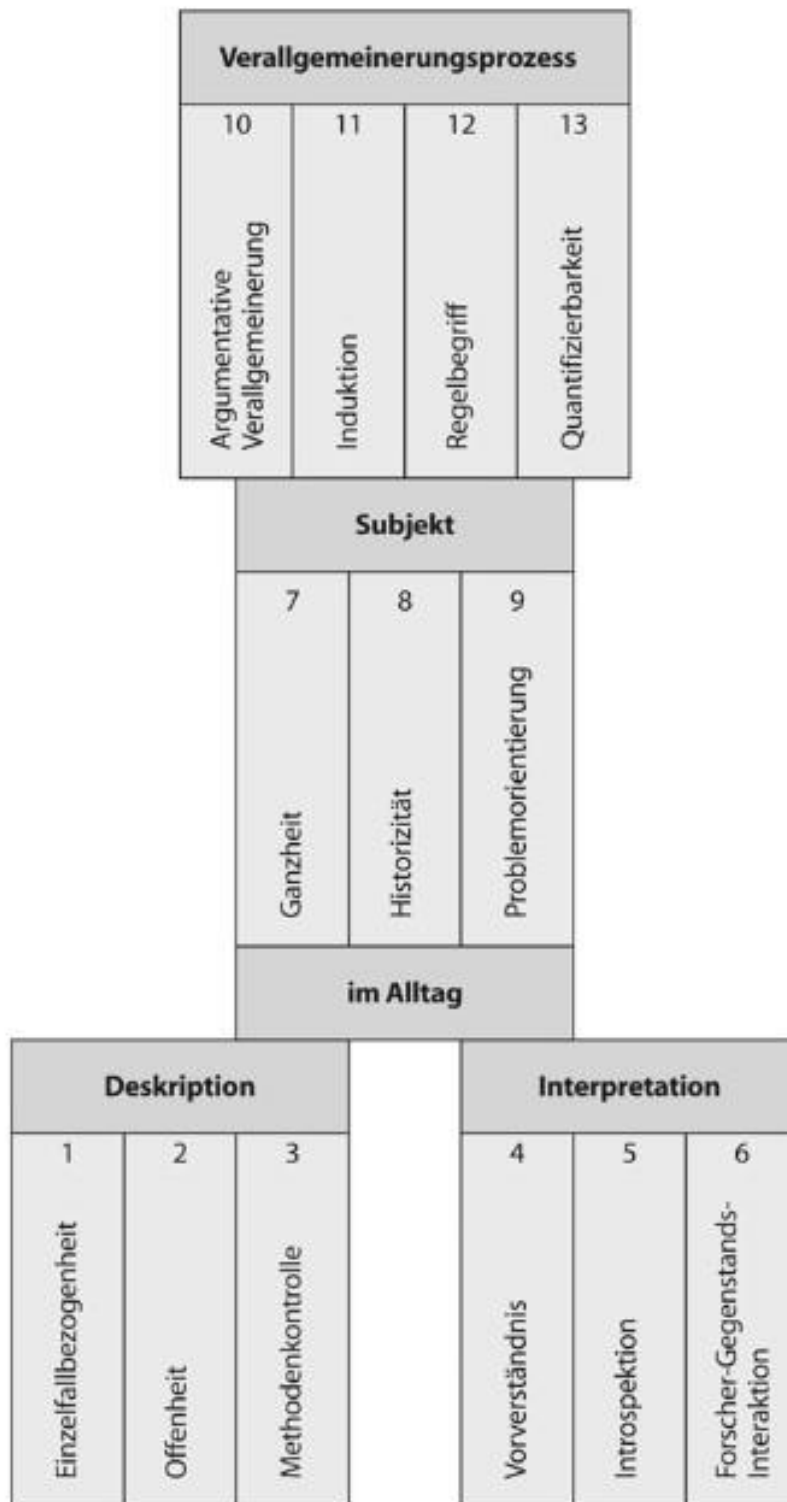 Verallgemeinerungsprozess
10
11
12
13
Argumentative
Verallgemeinerung
Induktion
Regelbegriff
Quantifizierbarkeit
Subjekt
7
8
9
Ganzheit
Historizität
Problemorientierung
im Alltag
Deskription
1
2
3
Einzelfallbezogenheit
Offenheit
Methodenkontrolle
Interpretation
4
5
6
Vorverständnis
Introspektion
Forscher-Gegenstands-
Interaktion